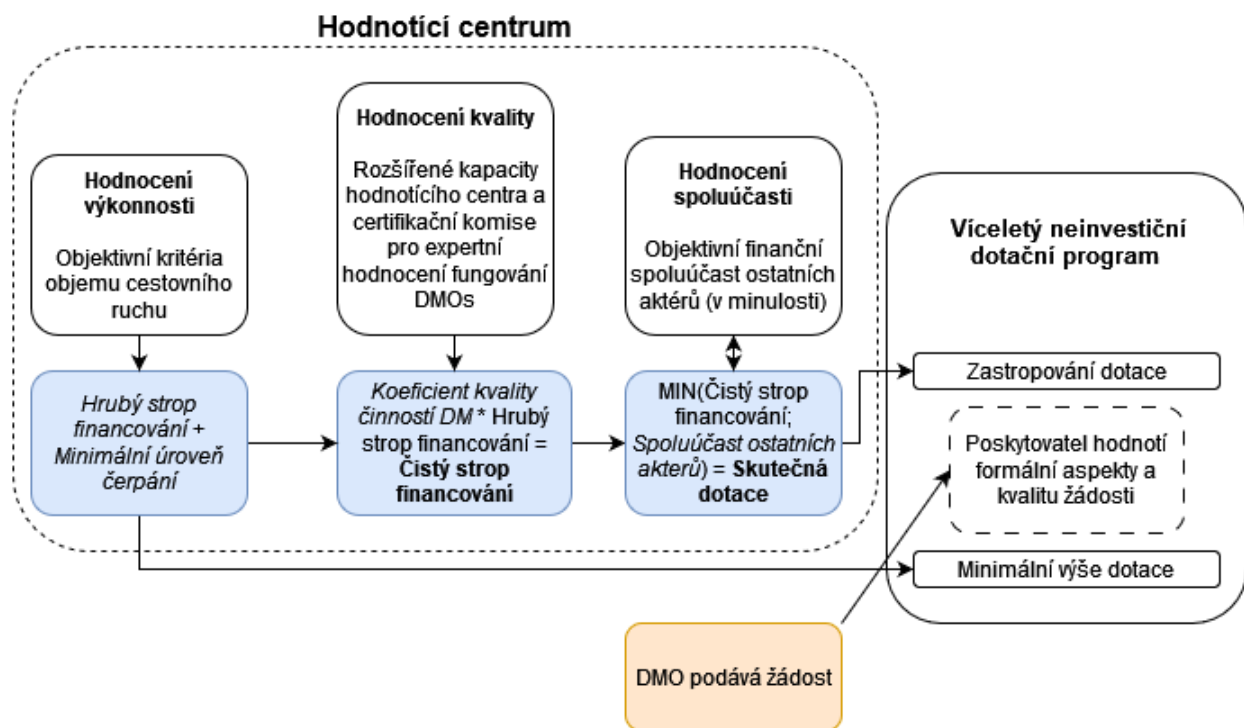 Hodnotící centrum
Hodnocení
výkonnosti
Objektivní kritéria
objemu cestovního
ruchu
Hodnocení kvality
Rozšířené kapacity
hodnotícího centra a
certifikační komise
pro expertní
hodnocení fungování
DMOs
Hodnocení
spoluúčasti
Objektivní finanční
spoluúčast ostatních
aktérů (v minulosti)
Hrubý strop
financování +
Minimální úroveň
čerpání
Koeficient kvality
činností DM * Hrubý
strop financování =
Čistý strop
financování
MIN(Čistý strop
financování;
Spoluúčast ostatních
akterů) = Skutečná
dotace
Víceletý neinvestiční
dotační program
Zastropování dotace
Poskytovatel hodnotí
formální aspekty a
kvalitu žádosti
Minimální výše dotace
DMO podává žádost